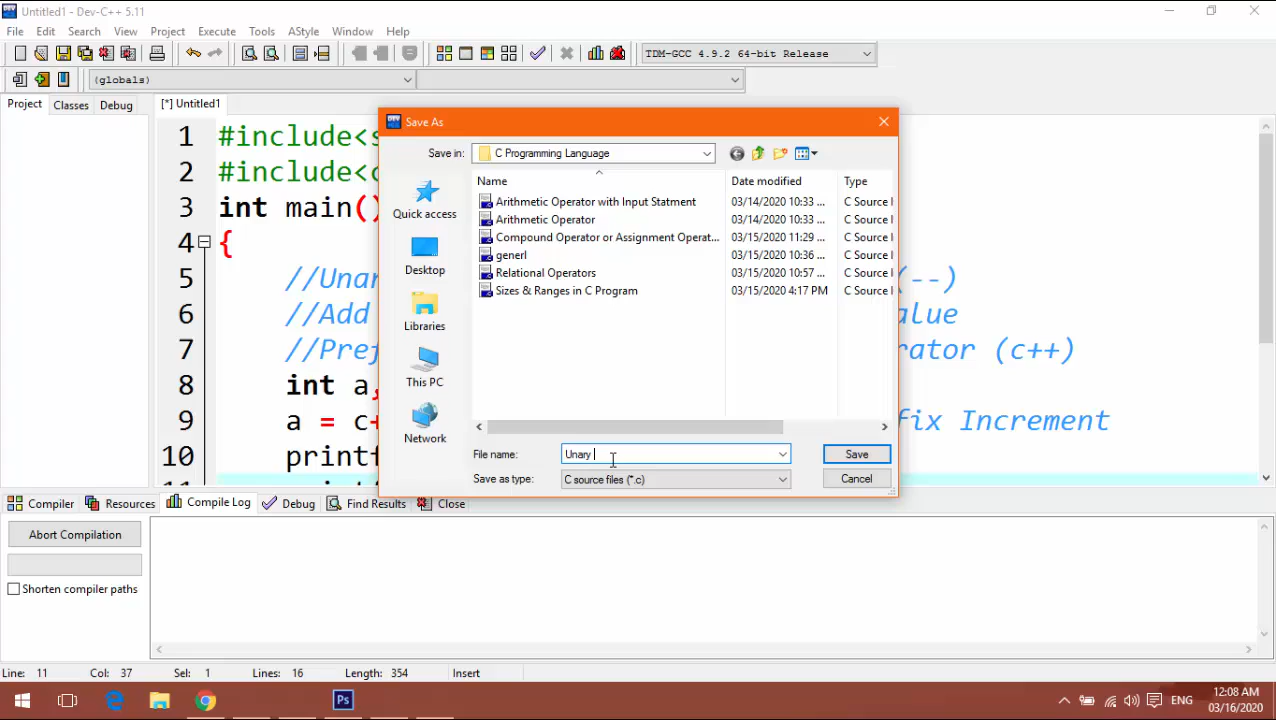 Untitled1 - Dev-C++ 5.11
File Edit Search View Project Execute Tools AStyle Window Help
TDM-GCC 4.9.2 64-bit Release
(globals)
Project Classes Debug
[*] Untitled1
1 #include<s
2 #include<c
3 int main()
4 {
5 //Unar (--)
6 //Add alue
7 //Pref rator (c++)
8 int a,
9 a = c+ fix Increment
10 printf
11
Save As
Save in: C Programming Language
Quick access
Desktop
Libraries
This PC
Network
Name Date modified Type
Arithmetic Operator with Input Statment 03/14/2020 10:33 ... C Source
Arithmetic Operator 03/14/2020 10:33 ... C Source
Compound Operator or Assignment Operat... 03/15/2020 11:29 ... C Source
generl 03/15/2020 10:36 ... C Source
Relational Operators 03/15/2020 10:57 ... C Source
Sizes & Ranges in C Program 03/15/2020 4:17 PM C Source
File name: Unary
Save
Save as type: C source files (*.c)
Cancel
Compiler Resources Compile Log Debug Find Results Close
Abort Compilation
Shorten compiler paths
Line: 11 Col: 37 Sel: 1 Lines: 16 Length: 354 Insert
Ps
ENG
12:08 AM
03/16/2020